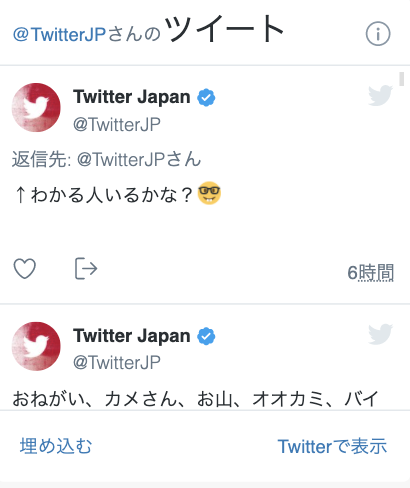 @TwitterJPさんの ツイート
Twitter Japan
@TwitterJP
返信先: @TwitterJPさん
↑わかる人いるかな？🤓
6時間
Twitter Japan
@TwitterJP
おねがい、カメさん、お山、オオカミ、バイ
埋め込む Twitterで表示